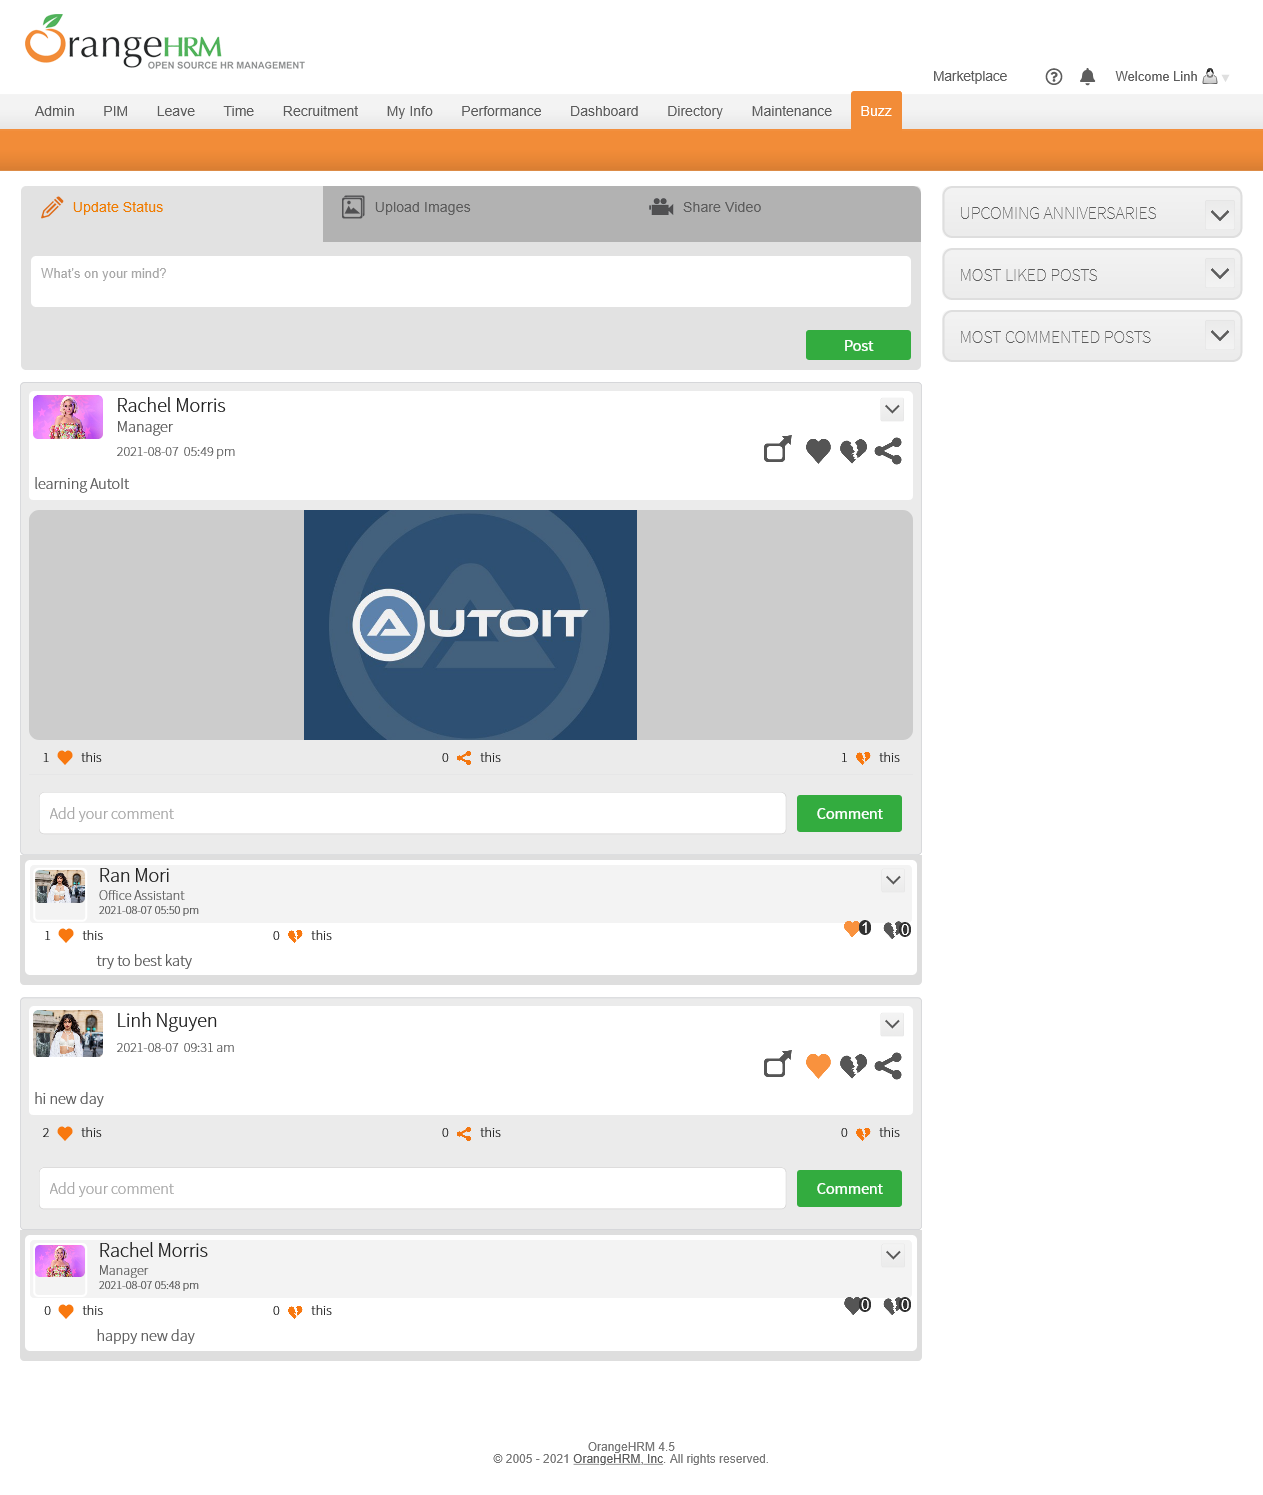 OrangeHRM
OPEN SOURCE HR MANAGEMENT
Marketplace Welcome Linh
Admin PIM Leave Time Recruitment My Info Performance Dashboard Directory Maintenance Buzz
Update Status Upload Images Share Video
What's on your mind?
Post
UPCOMING ANNIVERSARIES
MOST LIKED POSTS
MOST COMMENTED POSTS
Rachel Morris
Manager
2021-08-07 05:49 pm
learning AutoIt
AUTOIT
1 this 0 this 1 this
Add your comment Comment
Ran Mori
Office Assistant
2021-08-07 05:50 pm
1 this 0 this 1 0
try to best katy
Linh Nguyen
2021-08-07 09:31 am
hi new day
2 this 0 this 0 this
Add your comment Comment
Rachel Morris
Manager
2021-08-07 05:48 pm
0 this 0 this 0 0
happy new day
OrangeHRM 4.5
© 2005 - 2021 OrangeHRM, Inc. All rights reserved.